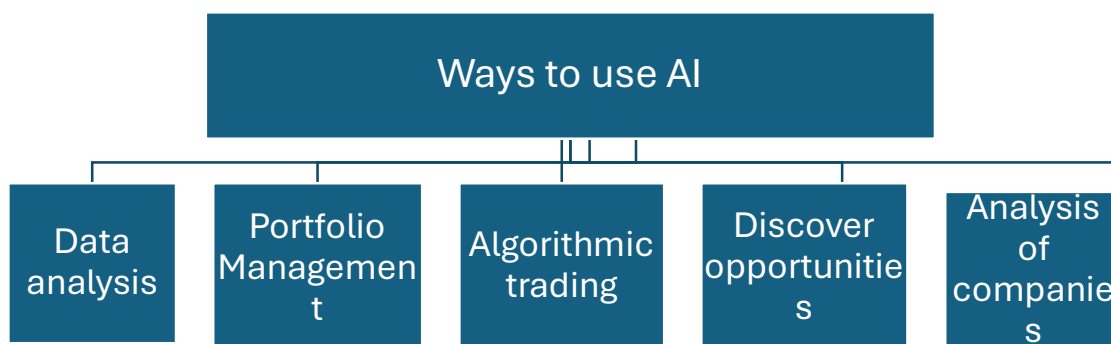 Ways to use AI
Data
analysis
Portfolio
Managemen
t
Algorithmic
trading
Discover
opportunitie
s
Analysis
of
companie
s